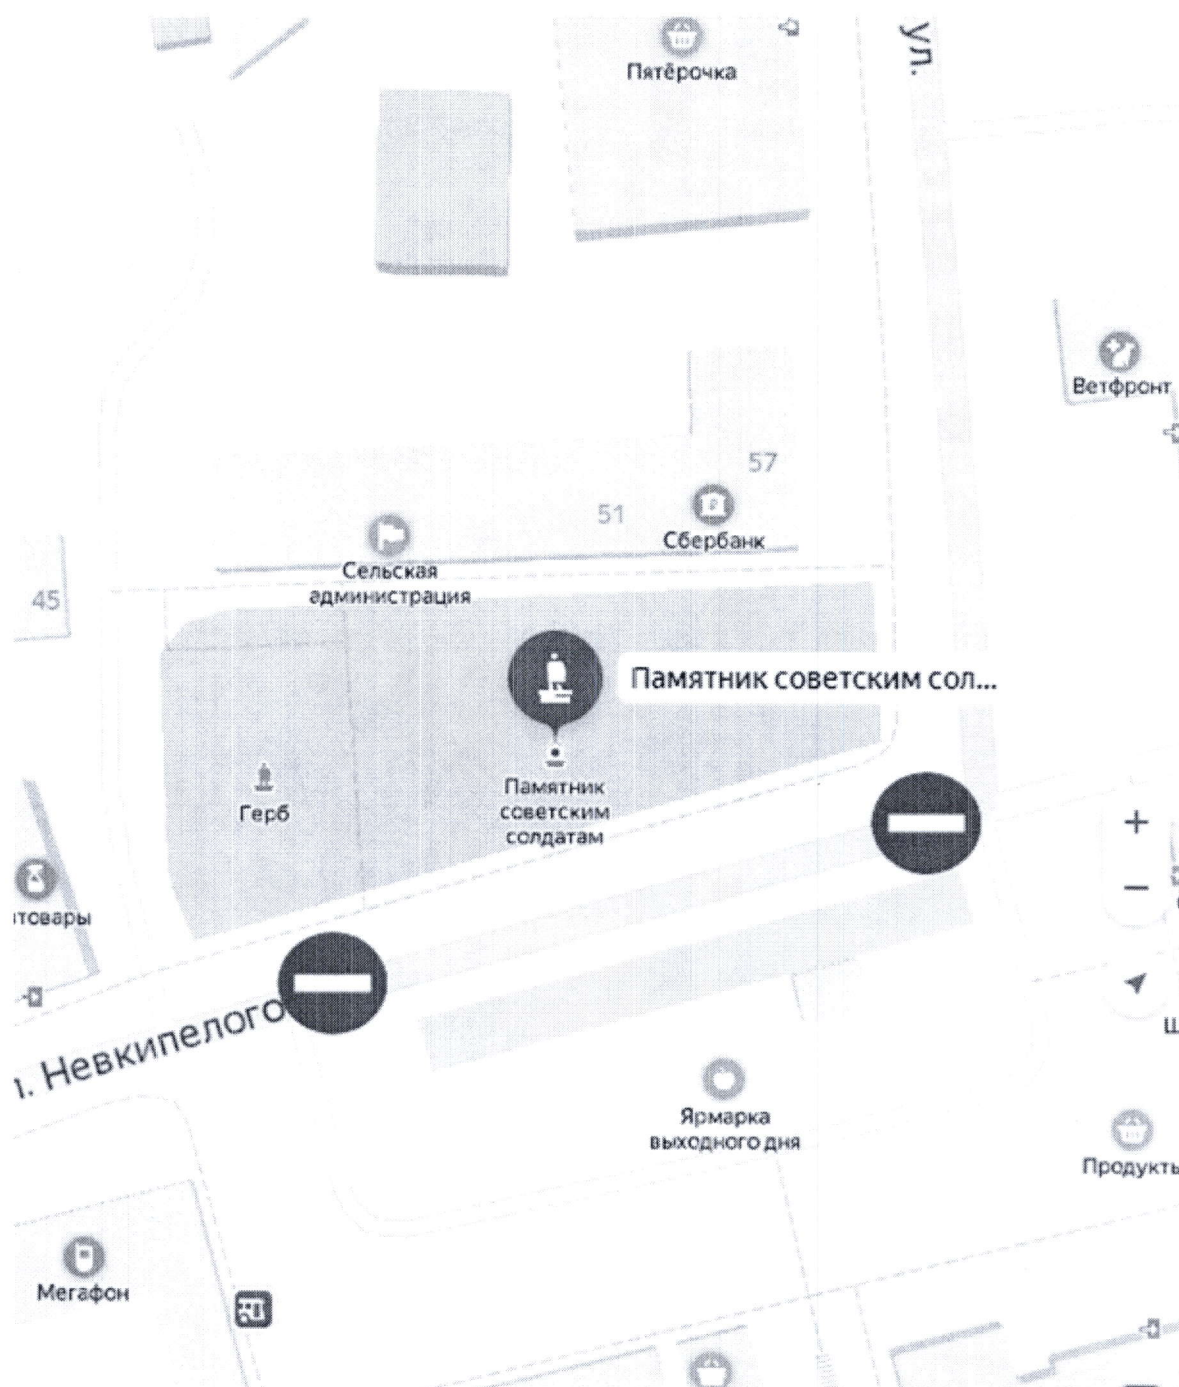 ул.
Пятёрочка
Ветфронт
57
51
Сбербанк
Сельская
администрация
45
Памятник советским сол...
Герб
Памятник
советским
солдатам
+
−
Невкипелого
Ярмарка
выходного дня
Продукты
Мегафон